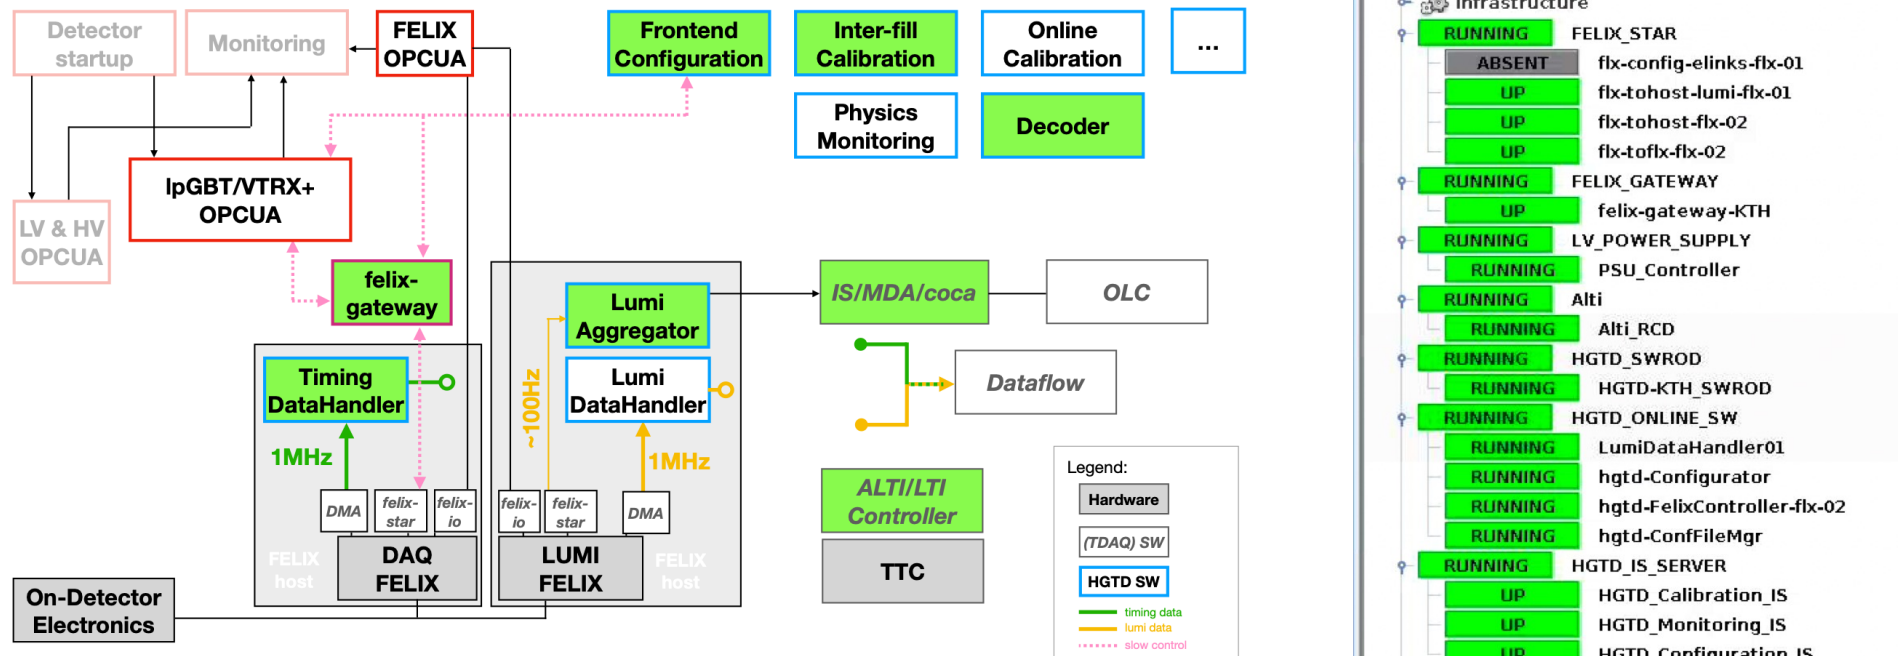 Detector
startup
Monitoring
FELIX
OPCUA
Frontend
Configuration
Inter-fill
Calibration
Online
Calibration
...
Physics
Monitoring
Decoder
lpGBT/VTRX+
OPCUA
LV & HV
OPCUA
felix-
gateway
Lumi
Aggregator
IS/MDA/coca
OLC
Timing
DataHandler
~100Hz
Lumi
DataHandler
Dataflow
1MHz
1MHz
DMA
felix-
star
felix-
io
felix-
io
felix-
star
DMA
FELIX
host
DAQ
FELIX
LUMI
FELIX
FELIX
host
ALTI/LTI
Controller
TTC
On-Detector
Electronics
Legend:
Hardware
(TDAQ) SW
HGTD SW
timing data
lumi data
slow control
Infrastructure
RUNNING FELIX_STAR
ABSENT flx-config-elinks-flx-01
UP flx-tohost-lumi-flx-01
UP flx-tohost-flx-02
UP flx-toflx-flx-02
RUNNING FELIX_GATEWAY
UP felix-gateway-KTH
RUNNING LV_POWER_SUPPLY
RUNNING PSU_Controller
RUNNING Alti
RUNNING Alti_RCD
RUNNING HGTD_SWROD
RUNNING HGTD-KTH_SWROD
RUNNING HGTD_ONLINE_SW
RUNNING LumiDataHandler01
RUNNING hgtd-Configurator
RUNNING hgtd-FelixController-flx-02
RUNNING hgtd-ConfFileMgr
RUNNING HGTD_IS_SERVER
UP HGTD_Calibration_IS
UP HGTD_Monitoring_IS
UP HGTD_Configuration_IS